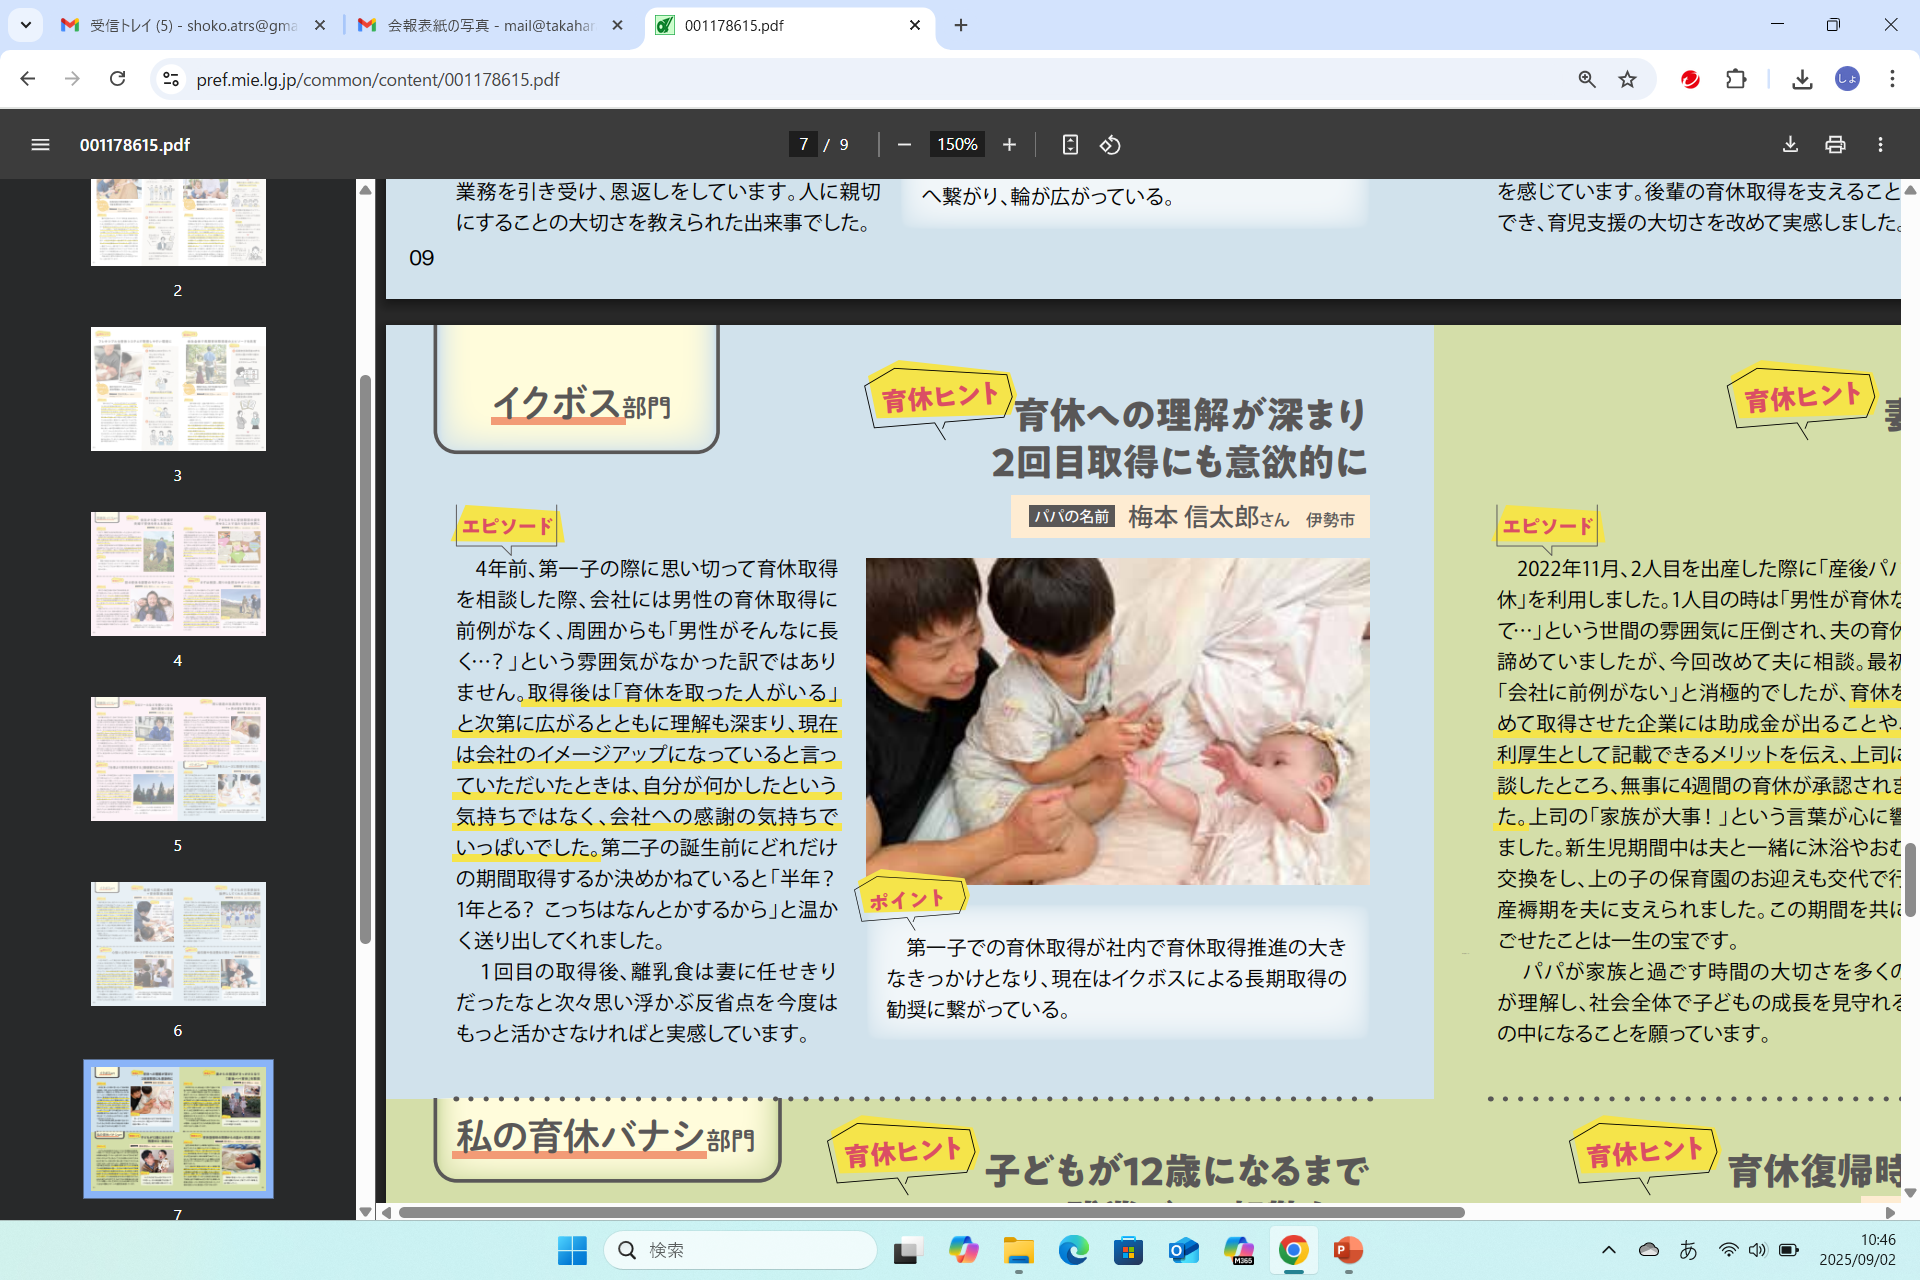 受信トレイ (5) - shoko.atrs@gma
会報表紙の写真 - mail@takahar
001178615.pdf
pref.mie.lg.jp/common/content/001178615.pdf
しょ
001178615.pdf
7 / 9
150%
2
3
4
5
6
7
業務を引き受け、恩返しをしています。人に親切
にすることの大切さを教えられた出来事でした。
09
へ繋がり、輪が広がっている。
を感じています。後輩の育休取得を支えること
でき、育児支援の大切さを改めて実感しました。
イクボス部門
育休ヒント
育休への理解が深まり
2回目取得にも意欲的に
パパの名前 梅本 信太郎さん 伊勢市
エピソード
4年前、第一子の際に思い切って育休取得
を相談した際、会社には男性の育休取得に
前例がなく、周囲からも「男性がそんなに長
く…？」という雰囲気がなかった訳ではあり
ません。取得後は「育休を取った人がいる」
と次第に広がるとともに理解も深まり、現在
は会社のイメージアップになっていると言っ
ていただいたときは、自分が何かしたという
気持ちではなく、会社への感謝の気持ちで
いっぱいでした。第二子の誕生前にどれだけ
の期間取得するか決めかねていると「半年？
1年とる？ こっちはなんとかするから」と温か
く送り出してくれました。
1回目の取得後、離乳食は妻に任せきり
だったなと次々思い浮かぶ反省点を今度は
もっと活かさなければと実感しています。
ポイント
第一子での育休取得が社内で育休取得推進の大き
なきっかけとなり、現在はイクボスによる長期取得の
勧奨に繋がっている。
育休ヒント
エピソード
2022年11月、2人目を出産した際に「産後パパ
休」を利用しました。1人目の時は「男性が育休な
て…」という世間の雰囲気に圧倒され、夫の育休
諦めていましたが、今回改めて夫に相談。最初
「会社に前例がない」と消極的でしたが、育休を
めて取得させた企業には助成金が出ることや、
利厚生として記載できるメリットを伝え、上司に
談したところ、無事に4週間の育休が承認されま
た。上司の「家族が大事！」という言葉が心に響
ました。新生児期間中は夫と一緒に沐浴やおむ
交換をし、上の子の保育園のお迎えも交代で行
産褥期を夫に支えられました。この期間を共に
ごせたことは一生の宝です。
パパが家族と過ごす時間の大切さを多くの
が理解し、社会全体で子どもの成長を見守れる
の中になることを願っています。
私の育休バナシ部門
育休ヒント
子どもが12歳になるまで
育休ヒント
育休復帰時
検索
あ
10:46
2025/09/02